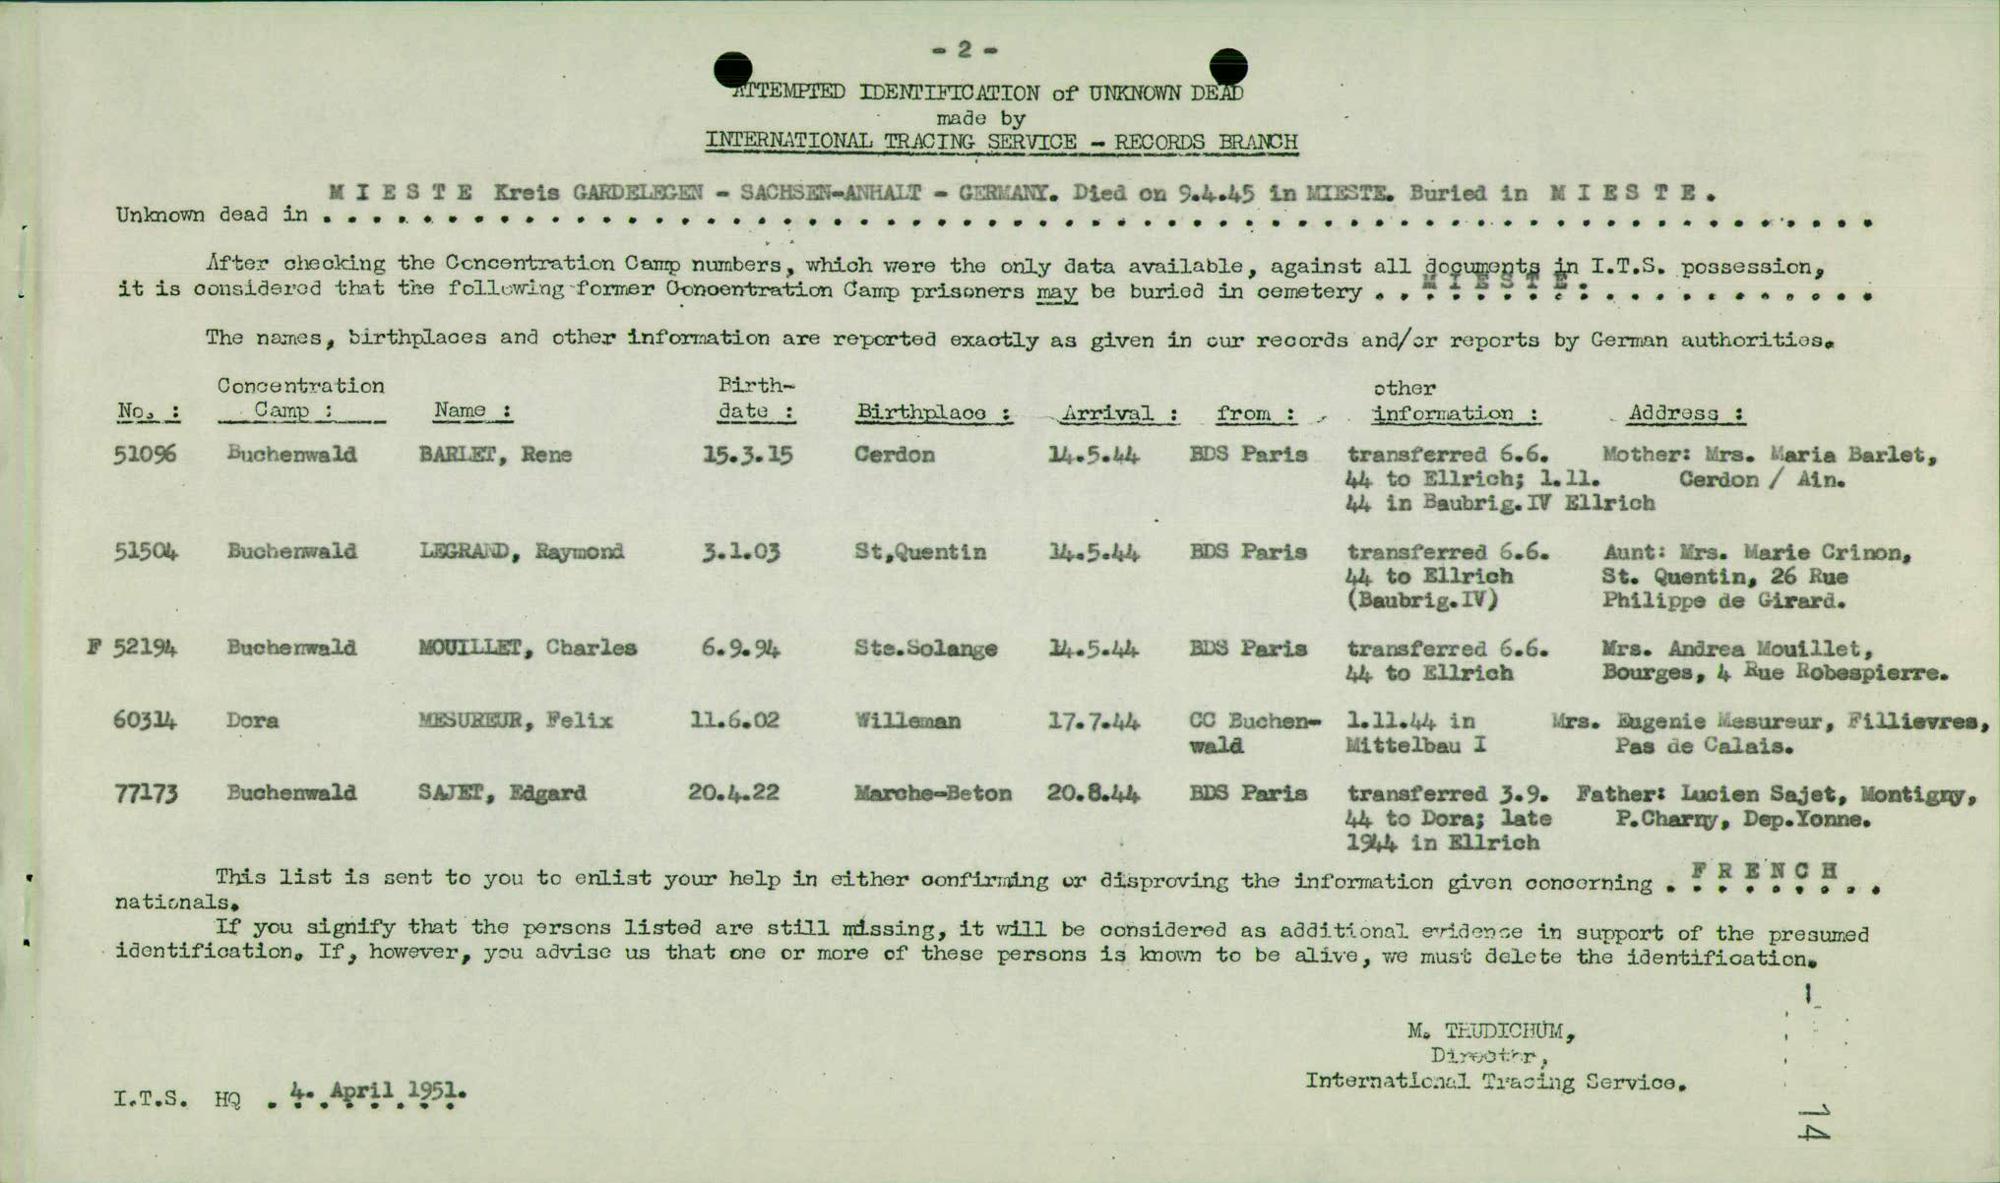 - 2 -
ATTEMPTED IDENTIFICATION of UNKNOWN DEAD
made by
INTERNATIONAL TRACING SERVICE - RECORDS BRANCH
M I E S T E Kreis GARDELEGEN - SACHSEN-ANHALT - GERMANY. Died on 9.4.45 in MIESTE. Buried in M I E S T E .
Unknown dead in
After checking the Concentration Camp numbers, which were the only data available, against all documents in I.T.S. possession,
it is considered that the following former Concentration Camp prisoners may be buried in cemetery M I E S T E .
The names, birthplaces and other information are reported exactly as given in our records and/or reports by German authorities.
Concentration Birth- other
No. : Camp : Name : date : Birthplace : Arrival : from : information : Address :
51096 Buchenwald BARLET, Rene 15.3.15 Cerdon 14.5.44 BDS Paris transferred 6.6. Mother: Mrs. Maria Barlet,
44 to Ellrich; 1.11. Cerdon / Ain.
44 in Baubrig.IV Ellrich
51504 Buchenwald LEGRAND, Raymond 3.1.03 St,Quentin 14.5.44 BDS Paris transferred 6.6. Aunt: Mrs. Marie Crinon,
44 to Ellrich St. Quentin, 26 Rue
(Baubrig.IV) Philippe de Girard.
F 52194 Buchenwald MOUILLET, Charles 6.9.94 Ste.Solange 14.5.44 BDS Paris transferred 6.6. Mrs. Andrea Mouillet,
44 to Ellrich Bourges, 4 Rue Robespierre.
60314 Dora MESUREUR, Felix 11.6.02 Willeman 17.7.44 CC Buchen- 1.11.44 in Mrs. Eugenie Mesureur, Fillievres,
wald Mittelbau I Pas de Calais.
77173 Buchenwald SAJET, Edgard 20.4.22 Marche-Beton 20.8.44 BDS Paris transferred 3.9. Father: Lucien Sajet, Montigny,
44 to Dora; late P.Charny, Dep.Yonne.
1944 in Ellrich
This list is sent to you to enlist your help in either confirming or disproving the information given concerning F R E N C H
nationals.
If you signify that the persons listed are still missing, it will be considered as additional evidence in support of the presumed
identification. If, however, you advise us that one or more of these persons is known to be alive, we must delete the identification.
M. THUDICHUM,
Director,
International Tracing Service.
I.T.S. HQ . 4. April 1951.
14